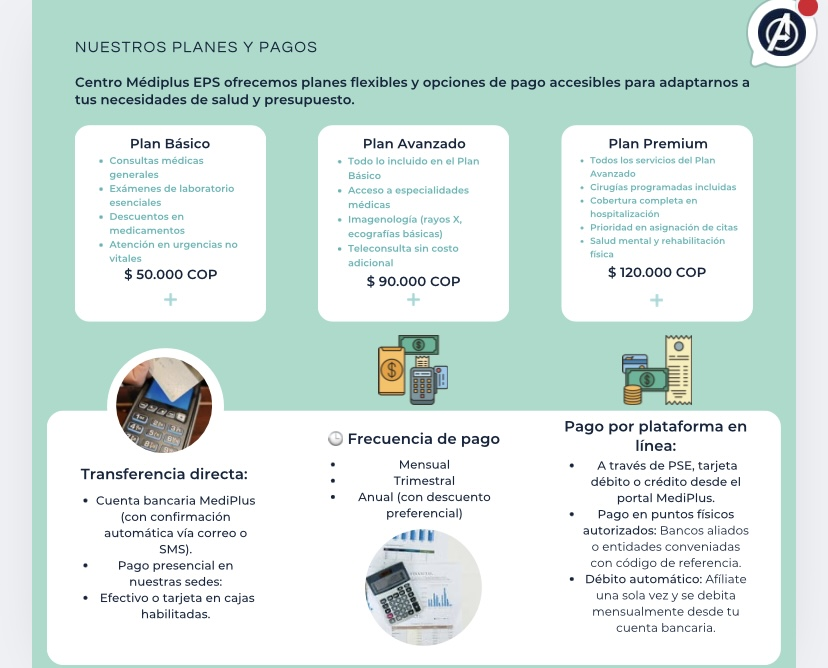 NUESTROS PLANES Y PAGOS
Centro Médiplus EPS ofrecemos planes flexibles y opciones de pago accesibles para adaptarnos a
tus necesidades de salud y presupuesto.
Plan Básico
• Consultas médicas
generales
• Exámenes de laboratorio
esenciales
• Descuentos en
medicamentos
• Atención en urgencias no
vitales
$ 50.000 COP
+
Plan Avanzado
• Todo lo incluido en el Plan
Básico
• Acceso a especialidades
médicas
• Imagenología (rayos X,
ecografías básicas)
• Teleconsulta sin costo
adicional
$ 90.000 COP
+
Plan Premium
• Todos los servicios del Plan
Avanzado
• Cirugías programadas incluidas
• Cobertura completa en
hospitalización
• Prioridad en asignación de citas
• Salud mental y rehabilitación
física
$ 120.000 COP
+
Transferencia directa:
• Cuenta bancaria MediPlus
(con confirmación
automática vía correo o
SMS).
• Pago presencial en
nuestras sedes:
• Efectivo o tarjeta en cajas
habilitadas.
🕒 Frecuencia de pago
• Mensual
• Trimestral
• Anual (con descuento
preferencial)
Pago por plataforma en
línea:
• A través de PSE, tarjeta
débito o crédito desde el
portal MediPlus.
• Pago en puntos físicos
autorizados: Bancos aliados
o entidades conveniadas
con código de referencia.
• Débito automático: Afíliate
una sola vez y se debita
mensualmente desde tu
cuenta bancaria.